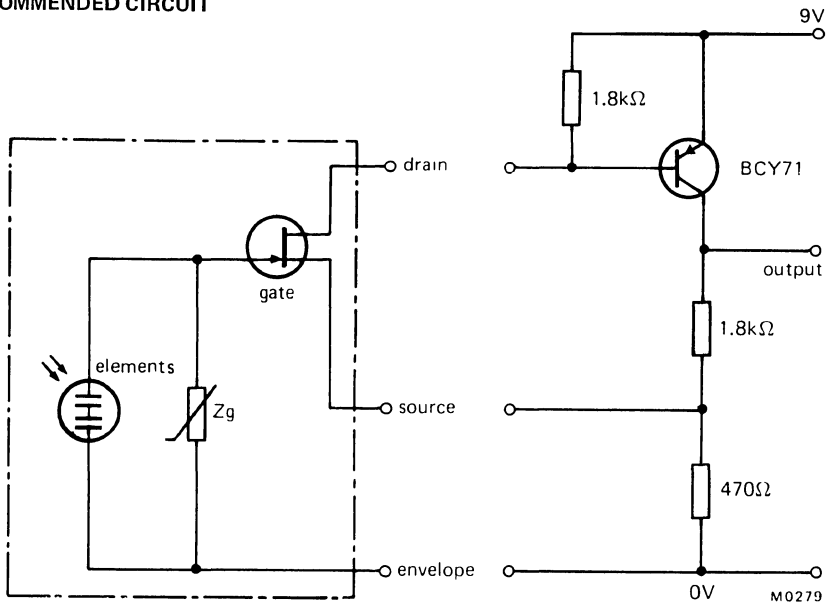 OMMENDED CIRCUIT
9V
1.8kΩ
drain
BCY71
gate
output
elements
1.8kΩ
Zg
source
470Ω
envelope
0V
M0279